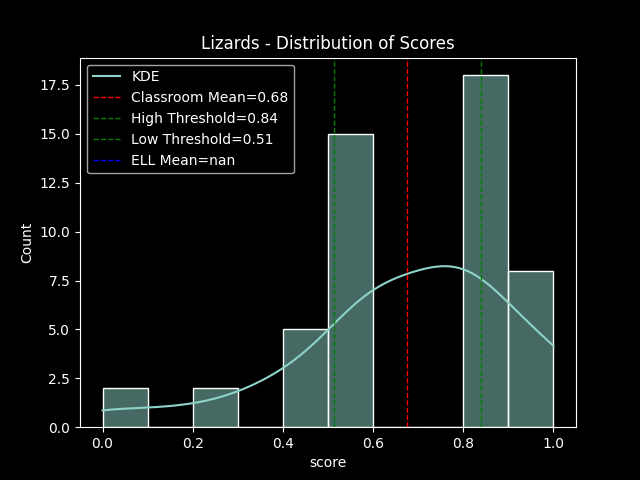 Lizards - Distribution of Scores
KDE
Classroom Mean=0.68
High Threshold=0.84
Low Threshold=0.51
ELL Mean=nan
Count
17.5
15.0
12.5
10.0
7.5
5.0
2.5
0.0
0.0 0.2 0.4 0.6 0.8 1.0
score